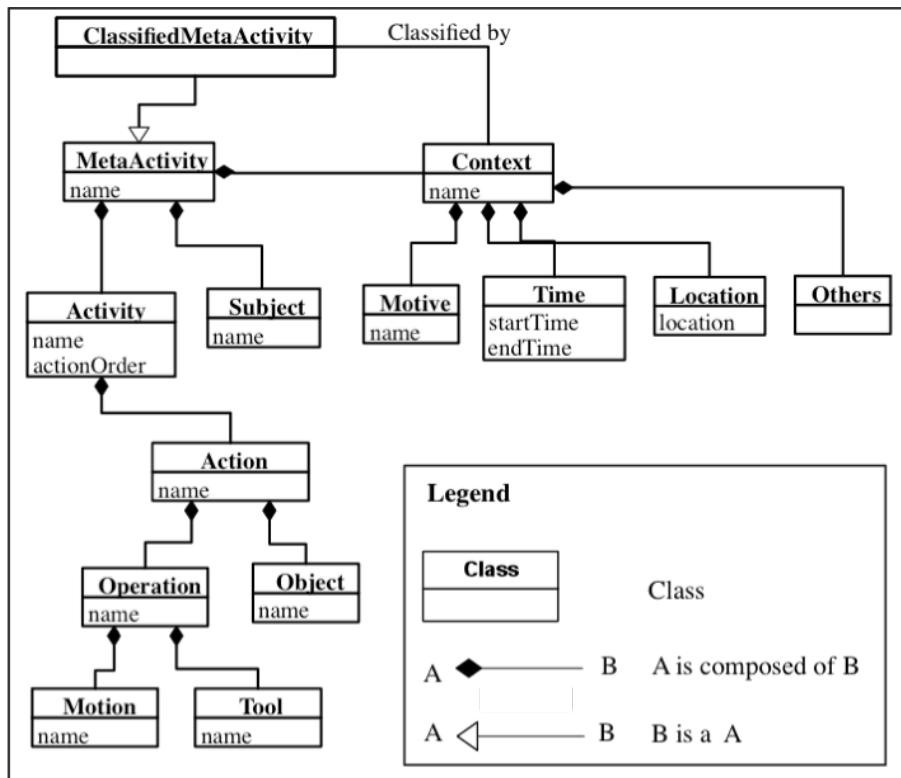 ClassifiedMetaActivity
Classified by
MetaActivity
name
Context
name
Activity
name
actionOrder
Subject
name
Motive
name
Time
startTime
endTime
Location
location
Others
Action
name
Operation
name
Object
name
Motion
name
Tool
name
Legend
Class
Class
A B A is composed of B
A B B is a A